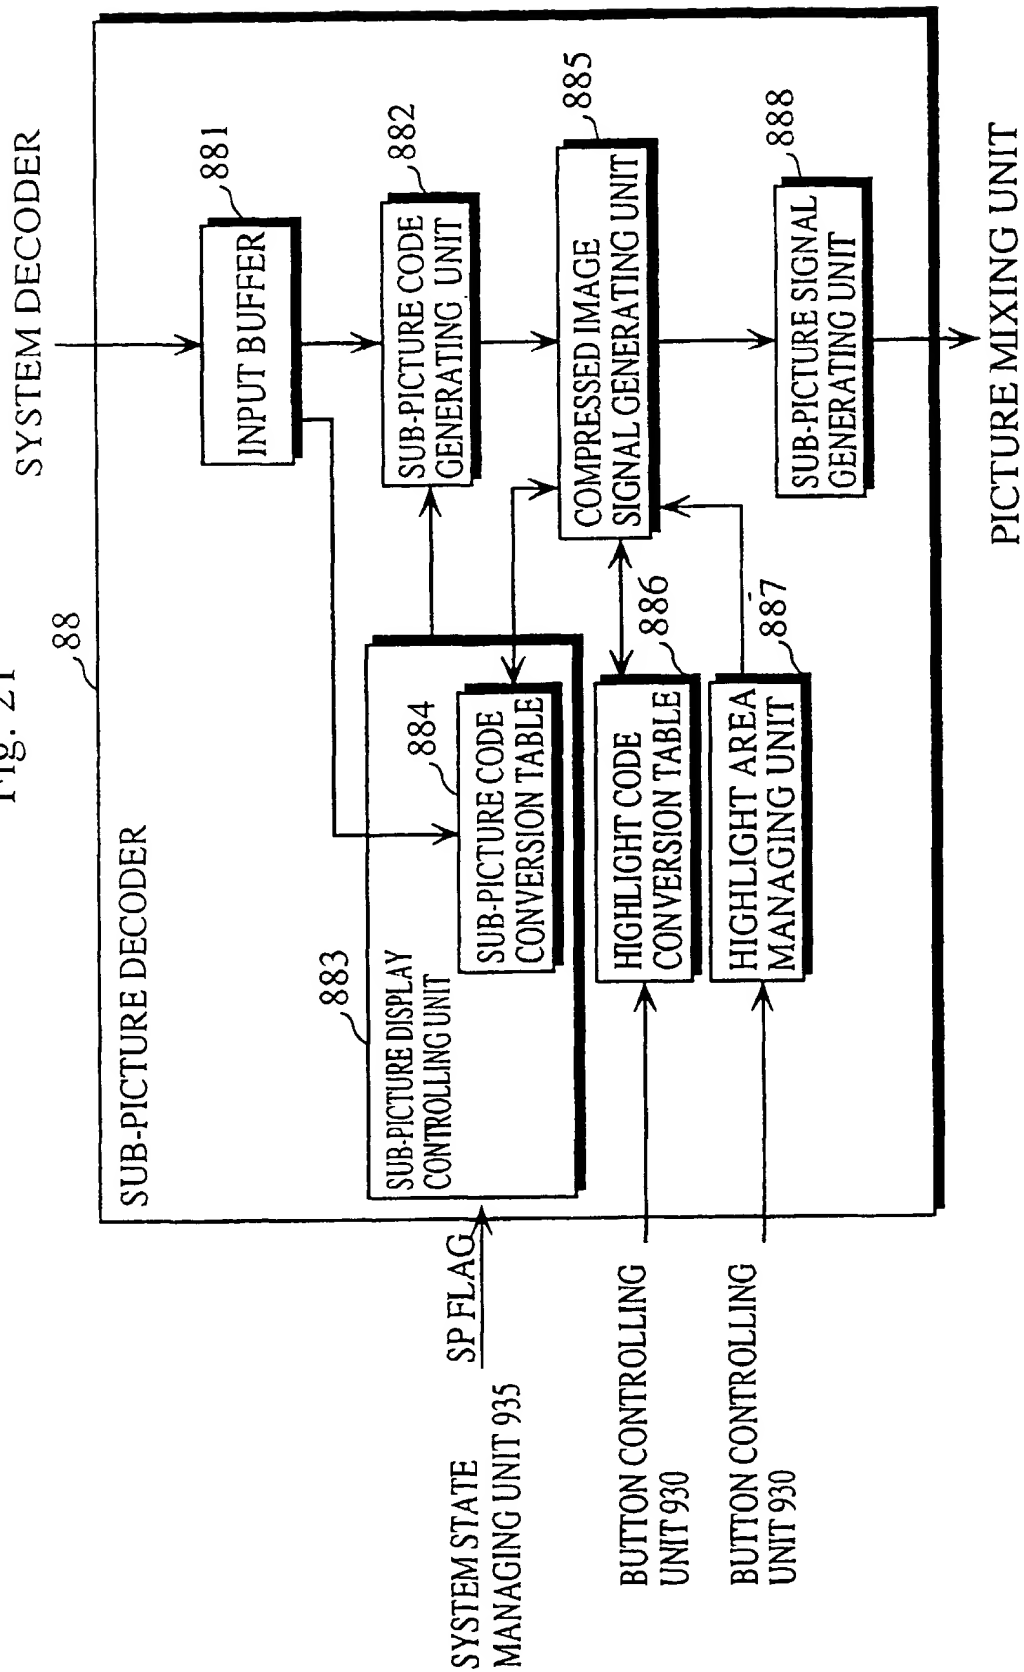 Fig. 21
88
SUB-PICTURE DECODER
SYSTEM DECODER
881
INPUT BUFFER
882
SUB-PICTURE CODE
GENERATING UNIT
883
SUB-PICTURE DISPLAY
CONTROLLING UNIT
884
SUB-PICTURE CODE
CONVERSION TABLE
885
COMPRESSED IMAGE
SIGNAL GENERATING UNIT
886
HIGHLIGHT CODE
CONVERSION TABLE
887
HIGHLIGHT AREA
MANAGING UNIT
888
SUB-PICTURE SIGNAL
GENERATING UNIT
SP FLAG
SYSTEM STATE
MANAGING UNIT 935
BUTTON CONTROLLING
UNIT 930
BUTTON CONTROLLING
UNIT 930
PICTURE MIXING UNIT